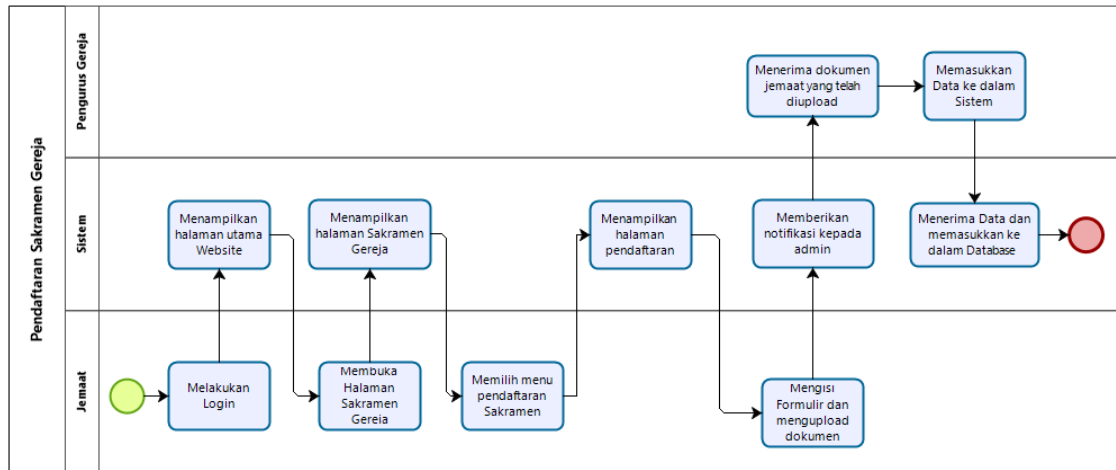 Pendaftaran Sakramen Gereja
Pengurus Gereja
Menerima dokumen
jemaat yang telah
diupload
Memasukkan
Data ke dalam
Sistem
Sistem
Menampilkan
halaman utama
Website
Menampilkan
halaman Sakramen
Gereja
Menampilkan
halaman
pendaftaran
Memberikan
notifikasi kepada
admin
Menerima Data dan
memasukkan ke
dalam Database
Jemaat
Melakukan
Login
Membuka
Halaman
Sakramen
Gereja
Memilih menu
pendaftaran
Sakramen
Mengisi
Formulir dan
mengupload
dokumen